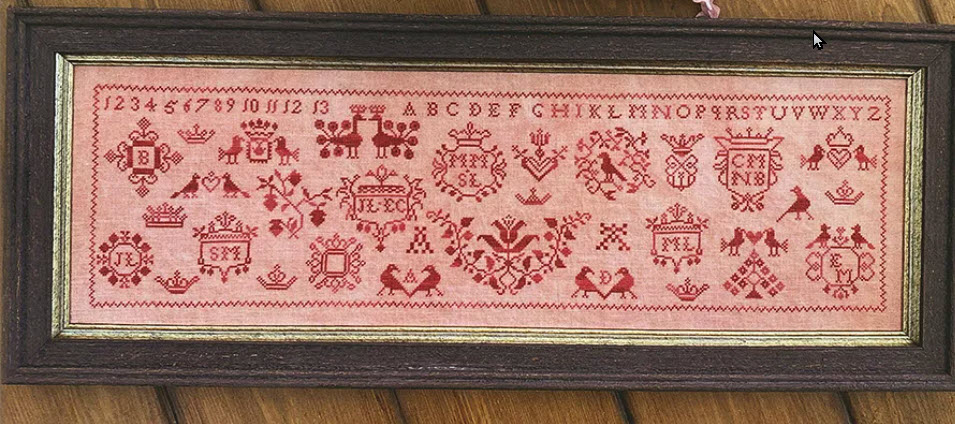 1 2 3 4 5 6 7 8 9 10 11 12 13 A B C D E F G H I K L M N O P q R S T U V W X Y Z
B
MM
SL
CM
NB
JL·EC
SM
JL
ML
E
M
A
D